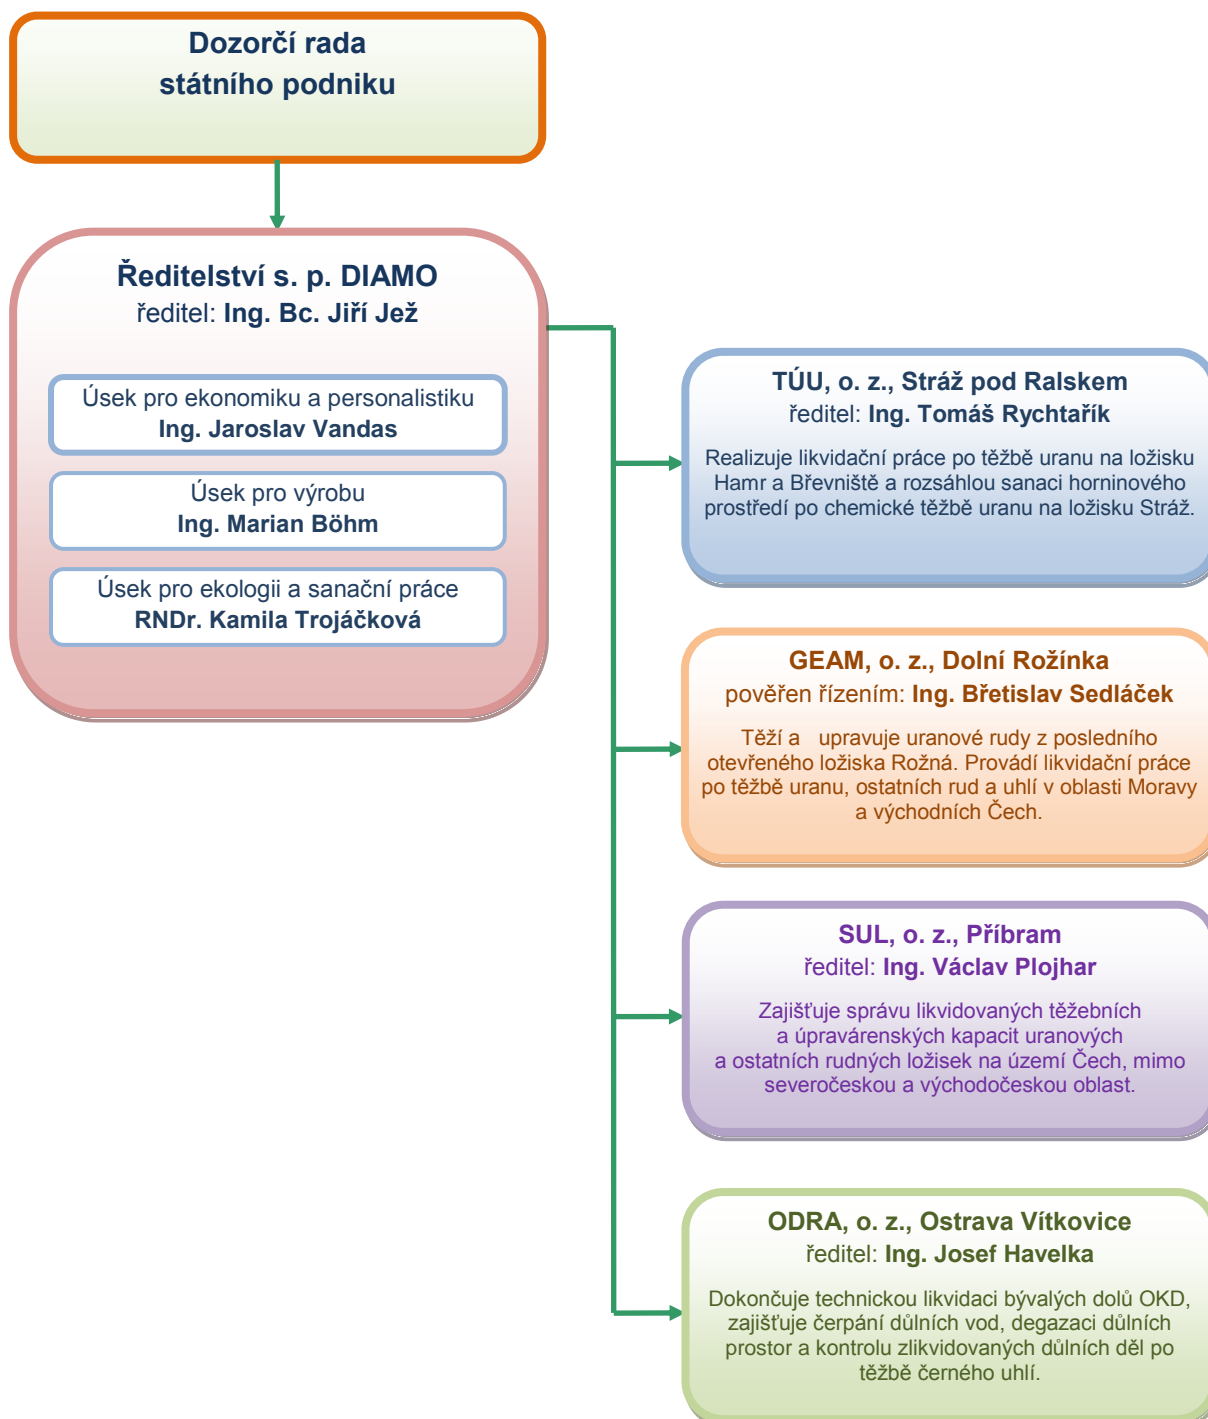 Dozorčí rada
státního podniku
Ředitelství s. p. DIAMO
ředitel: Ing. Bc. Jiří Jež
Úsek pro ekonomiku a personalistiku
Ing. Jaroslav Vandas
Úsek pro výrobu
Ing. Marian Böhm
Úsek pro ekologii a sanační práce
RNDr. Kamila Trojáčková
TÚU, o. z., Stráž pod Ralskem
ředitel: Ing. Tomáš Rychtařík
Realizuje likvidační práce po těžbě uranu na ložisku
Hamr a Břevniště a rozsáhlou sanaci horninového
prostředí po chemické těžbě uranu na ložisku Stráž.
GEAM, o. z., Dolní Rožínka
pověřen řízením: Ing. Břetislav Sedláček
Těží a upravuje uranové rudy z posledního
otevřeného ložiska Rožná. Provádí likvidační práce
po těžbě uranu, ostatních rud a uhlí v oblasti Moravy
a východních Čech.
SUL, o. z., Příbram
ředitel: Ing. Václav Plojhar
Zajišťuje správu likvidovaných těžebních
a úpravárenských kapacit uranových
a ostatních rudných ložisek na území Čech, mimo
severočeskou a východočeskou oblast.
ODRA, o. z., Ostrava Vítkovice
ředitel: Ing. Josef Havelka
Dokončuje technickou likvidaci bývalých dolů OKD,
zajišťuje čerpání důlních vod, degazaci důlních
prostor a kontrolu zlikvidovaných důlních děl po
těžbě černého uhlí.